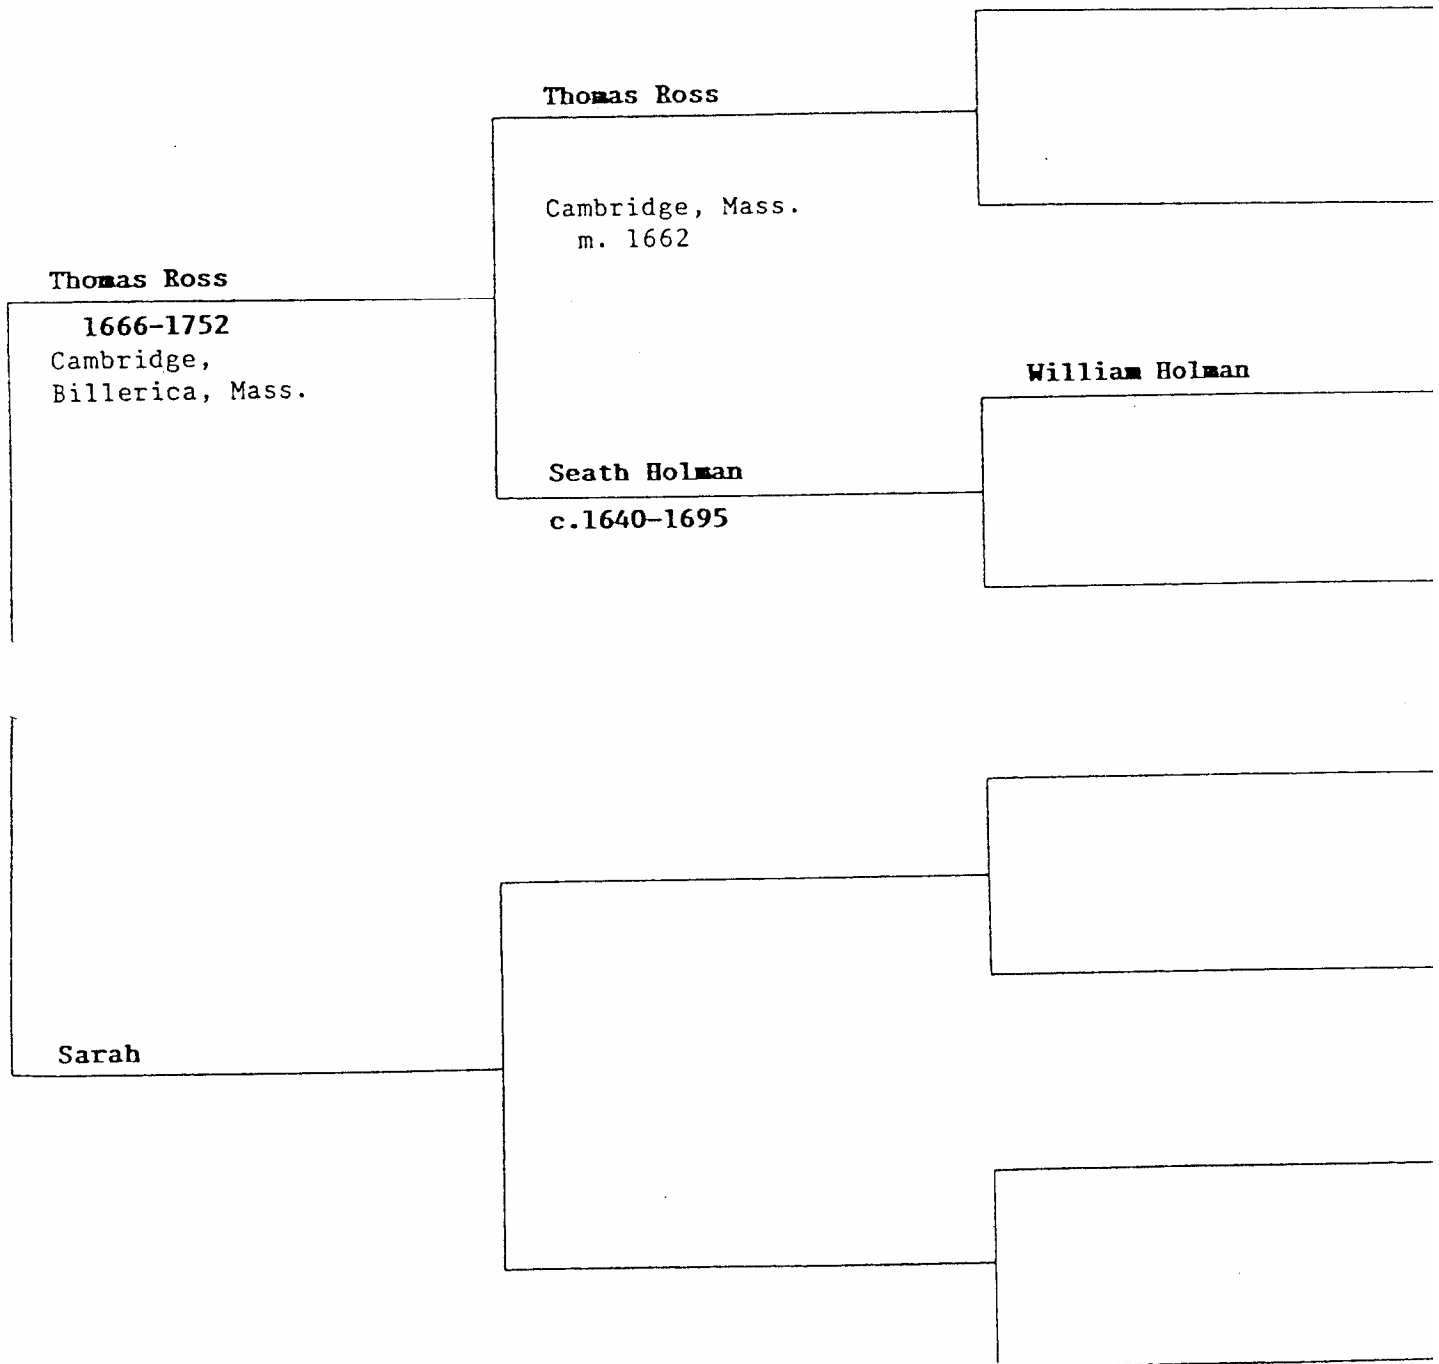 Thomas Ross
Cambridge, Mass.
m. 1662
Thomas Ross
1666-1752
Cambridge,
Billerica, Mass.
William Holman
Seath Holman
c.1640-1695
Sarah